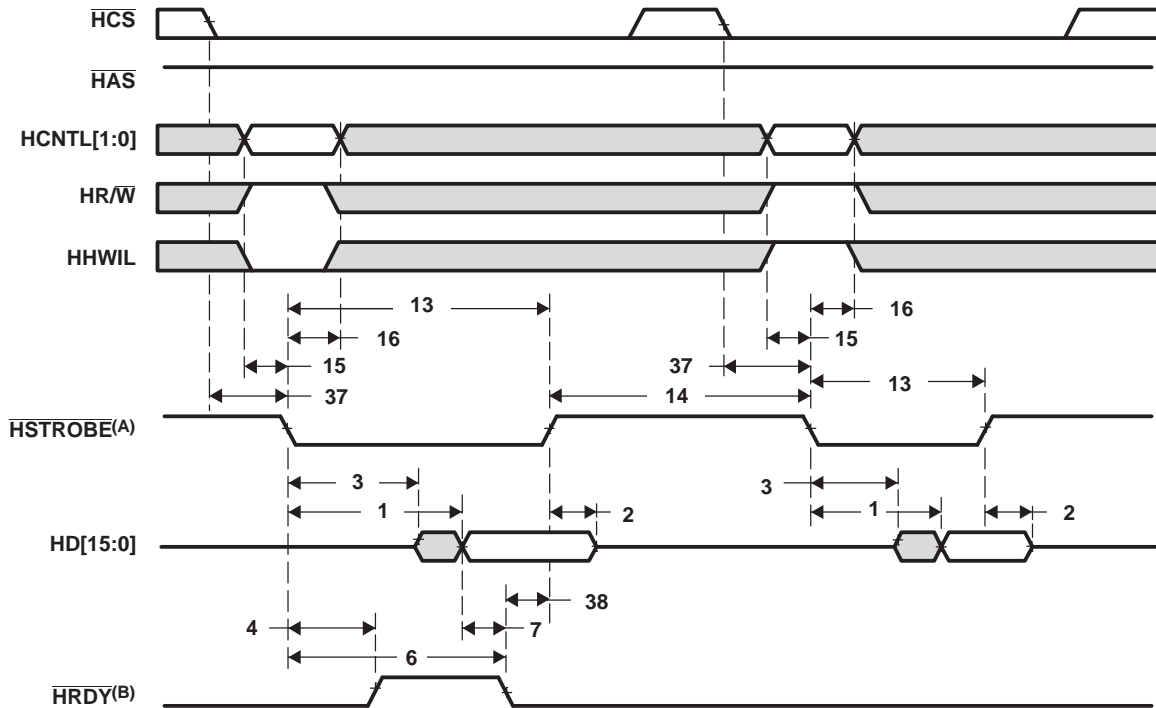 HCS
HAS
HCNTL[1:0]
HR/W
HHWIL
13
16
16
15
15
37
37
13
14
HSTROBE(A)
3
3
1
1
2
2
HD[15:0]
38
4
7
6
HRDY(B)